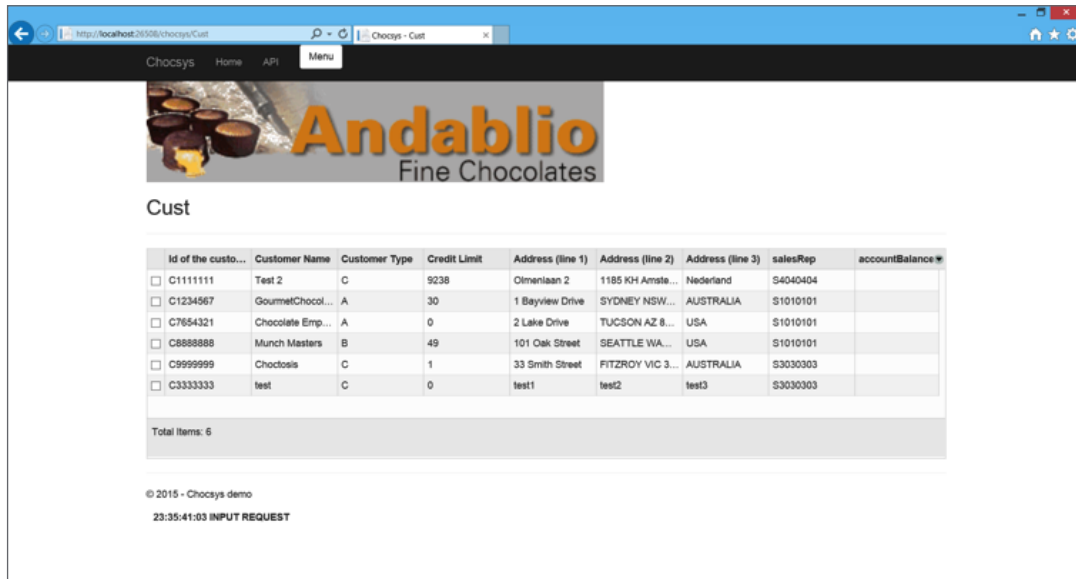 http://localhost:26508/chocsys/Cust Chocsys - Cust
Chocsys Home API Menu
Andablio
Fine Chocolates
Cust
Id of the custo... Customer Name Customer Type Credit Limit Address (line 1) Address (line 2) Address (line 3) salesRep accountBalance
C1111111 Test 2 C 9238 Olmenlaan 2 1185 KH Amste... Nederland S4040404
C1234567 GourmetChocol... A 30 1 Bayview Drive SYDNEY NSW... AUSTRALIA S1010101
C7654321 Chocolate Emp... A 0 2 Lake Drive TUCSON AZ 8... USA S1010101
C8888888 Munch Masters B 49 101 Oak Street SEATTLE WA... USA S1010101
C9999999 Choctosis C 1 33 Smith Street FITZROY VIC 3... AUSTRALIA S3030303
C3333333 test C 0 test1 test2 test3 S3030303
Total Items: 6
© 2015 - Chocsys demo
23:35:41:03 INPUT REQUEST